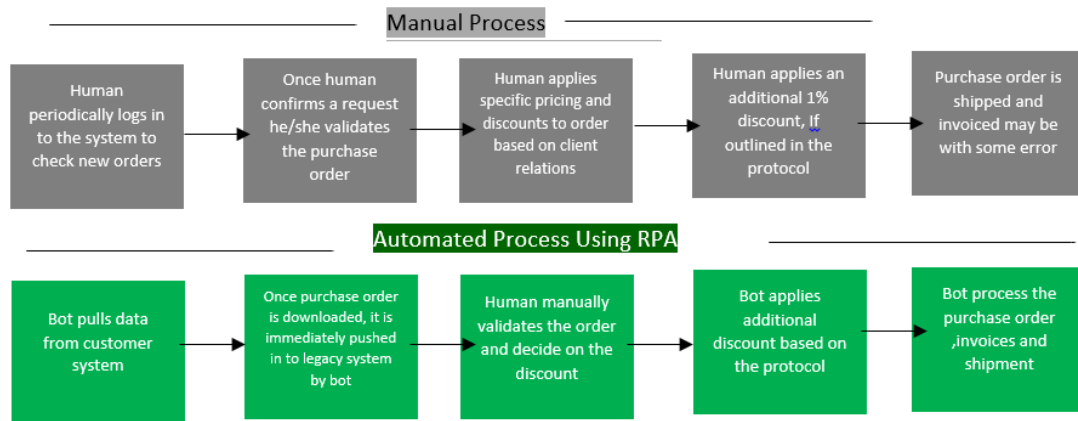 Manual Process
Human
periodically logs in
to the system to
check new orders
Once human
confirms a request
he/she validates
the purchase
order
Human applies
specific pricing and
discounts to order
based on client
relations
Human applies an
additional 1%
discount, If
outlined in the
protocol
Purchase order is
shipped and
invoiced may be
with some error
Automated Process Using RPA
Bot pulls data
from customer
system
Once purchase order
is downloaded, it is
immediately pushed
in to legacy system
by bot
Human manually
validates the order
and decide on the
discount
Bot applies
additional
discount based on
the protocol
Bot process the
purchase order
,invoices and
shipment